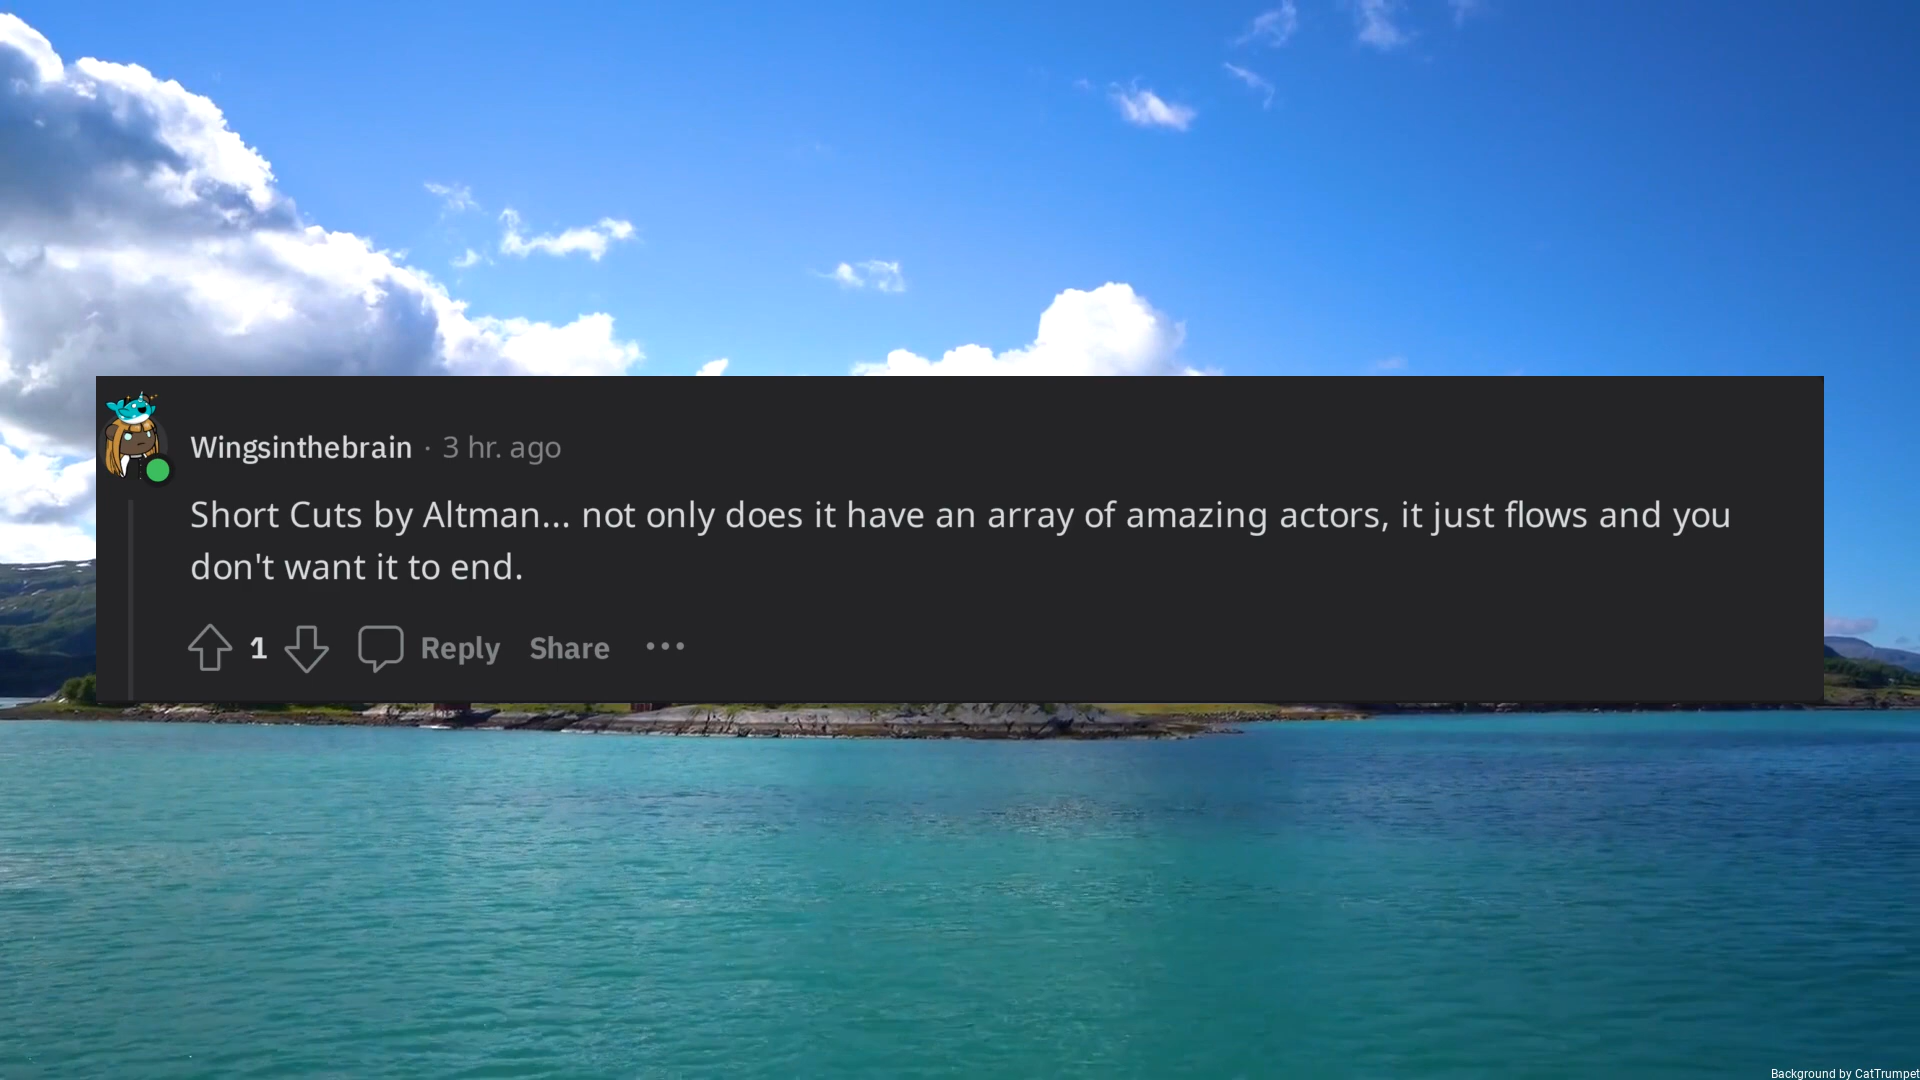 Wingsinthebrain · 3 hr. ago
Short Cuts by Altman... not only does it have an array of amazing actors, it just flows and you
don't want it to end.
1 Reply Share ...
Background by CatTrumpet